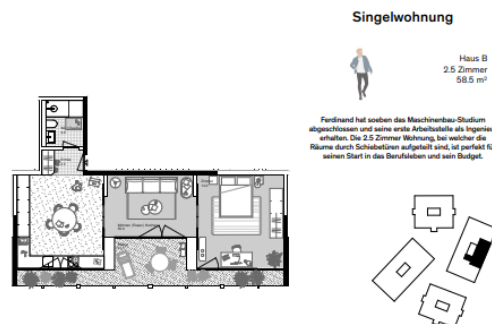 Singelwohnung
Haus B
2.5 Zimmer
58.5 m²
Ferdinand hat soeben das Maschinenbau-Studium
abgeschlossen und seine erste Arbeitsstelle als Ingenieu
erhalten. Die 2.5 Zimmer Wohnung, bei welcher die
Räume durch Schiebetüren aufgeteilt sind, ist perfekt fü
seinen Start in das Berufsleben und sein Budget.